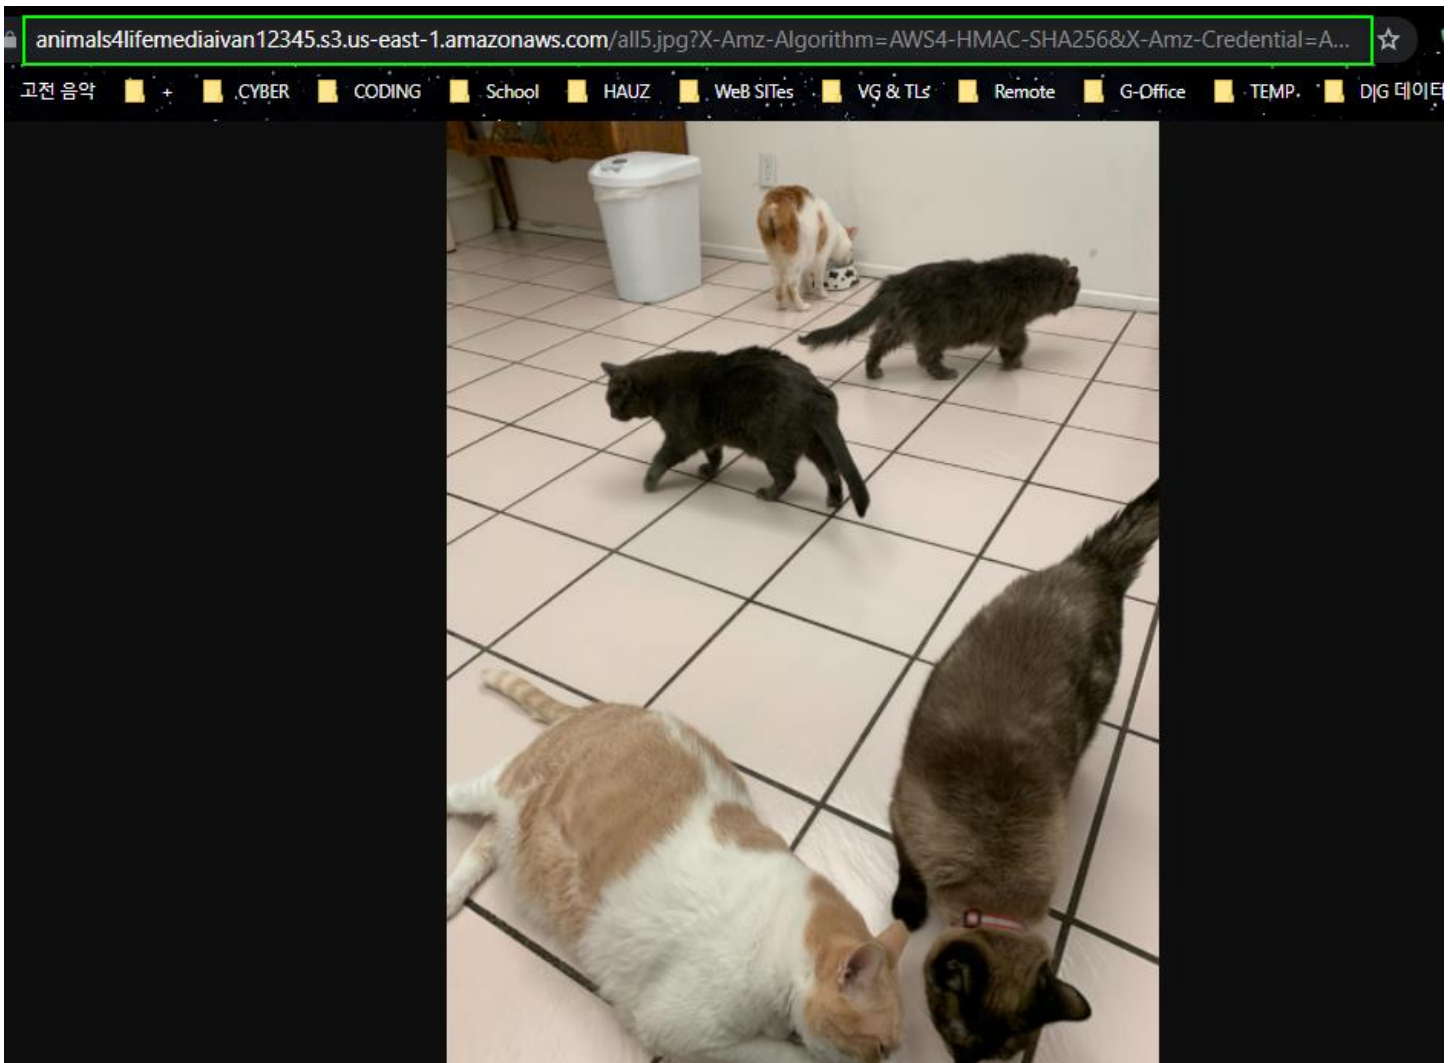 animals4lifemediaivan12345.s3.us-east-1.amazonaws.com/all5.jpg?X-Amz-Algorithm=AWS4-HMAC-SHA256&X-Amz-Credential=A...
고전 음악 + CYBER CODING School HAUZ WeB SITes VG & TLs Remote G-Office TEMP. D|G 데이터